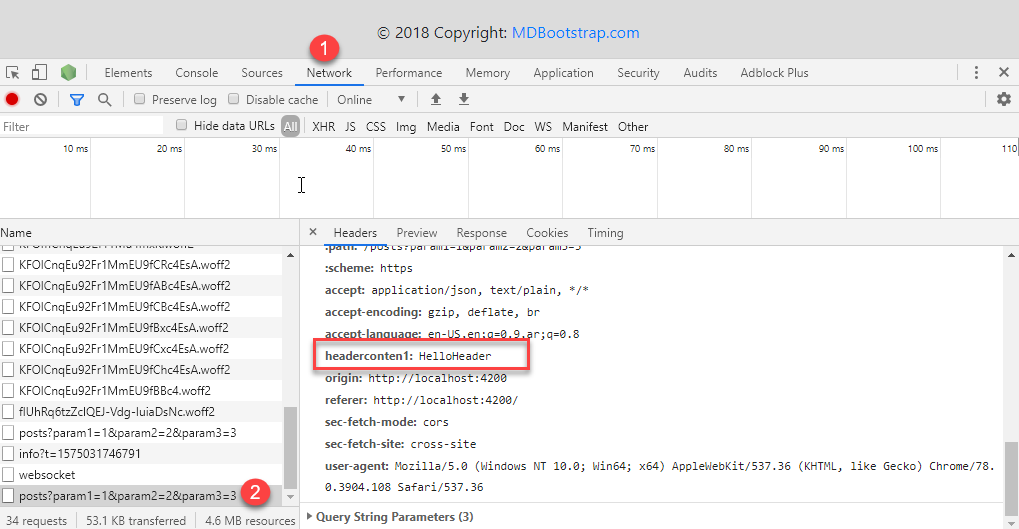 © 2018 Copyright: MDBootstrap.com
1
Elements Console Sources Network Performance Memory Application Security Audits Adblock Plus
Preserve log Disable cache Online
Filter Hide data URLs All XHR JS CSS Img Media Font Doc WS Manifest Other
10 ms 20 ms 30 ms 40 ms 50 ms 60 ms 70 ms 80 ms 90 ms 100 ms 110
Name
KFOlCnqEu92Fr1MmEU9fCRc4EsA.woff2
KFOlCnqEu92Fr1MmEU9fABc4EsA.woff2
KFOlCnqEu92Fr1MmEU9fCBc4EsA.woff2
KFOlCnqEu92Fr1MmEU9fBxc4EsA.woff2
KFOlCnqEu92Fr1MmEU9fCxc4EsA.woff2
KFOlCnqEu92Fr1MmEU9fChc4EsA.woff2
KFOlCnqEu92Fr1MmEU9fBBc4.woff2
flUhRq6tzZclQEJ-Vdg-IuiaDsNc.woff2
posts?param1=1&param2=2&param3=3
info?t=1575031746791
websocket
posts?param1=1&param2=2&param3=3
2
34 requests 53.1 KB transferred 4.6 MB resources
Headers Preview Response Cookies Timing
:path: /posts?param1=1&param2=2&param3=3
:scheme: https
accept: application/json, text/plain, */*
accept-encoding: gzip, deflate, br
accept-language: en-US,en;q=0.9,ar;q=0.8
headerconten1: HelloHeader
origin: http://localhost:4200
referer: http://localhost:4200/
sec-fetch-mode: cors
sec-fetch-site: cross-site
user-agent: Mozilla/5.0 (Windows NT 10.0; Win64; x64) AppleWebKit/537.36 (KHTML, like Gecko) Chrome/78.
0.3904.108 Safari/537.36
Query String Parameters (3)